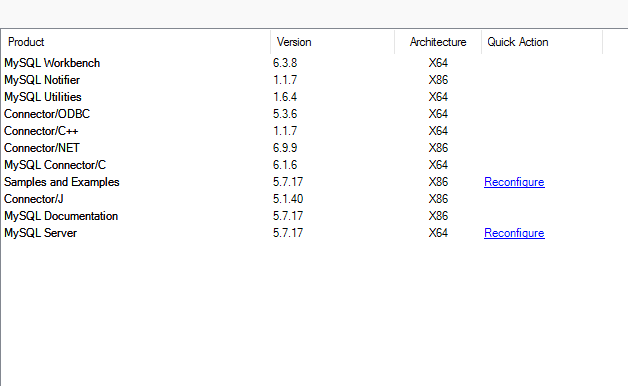 Product Version Architecture Quick Action
MySQL Workbench 6.3.8 X64
MySQL Notifier 1.1.7 X86
MySQL Utilities 1.6.4 X64
Connector/ODBC 5.3.6 X64
Connector/C++ 1.1.7 X64
Connector/NET 6.9.9 X86
MySQL Connector/C 6.1.6 X64
Samples and Examples 5.7.17 X86 Reconfigure
Connector/J 5.1.40 X86
MySQL Documentation 5.7.17 X86
MySQL Server 5.7.17 X64 Reconfigure